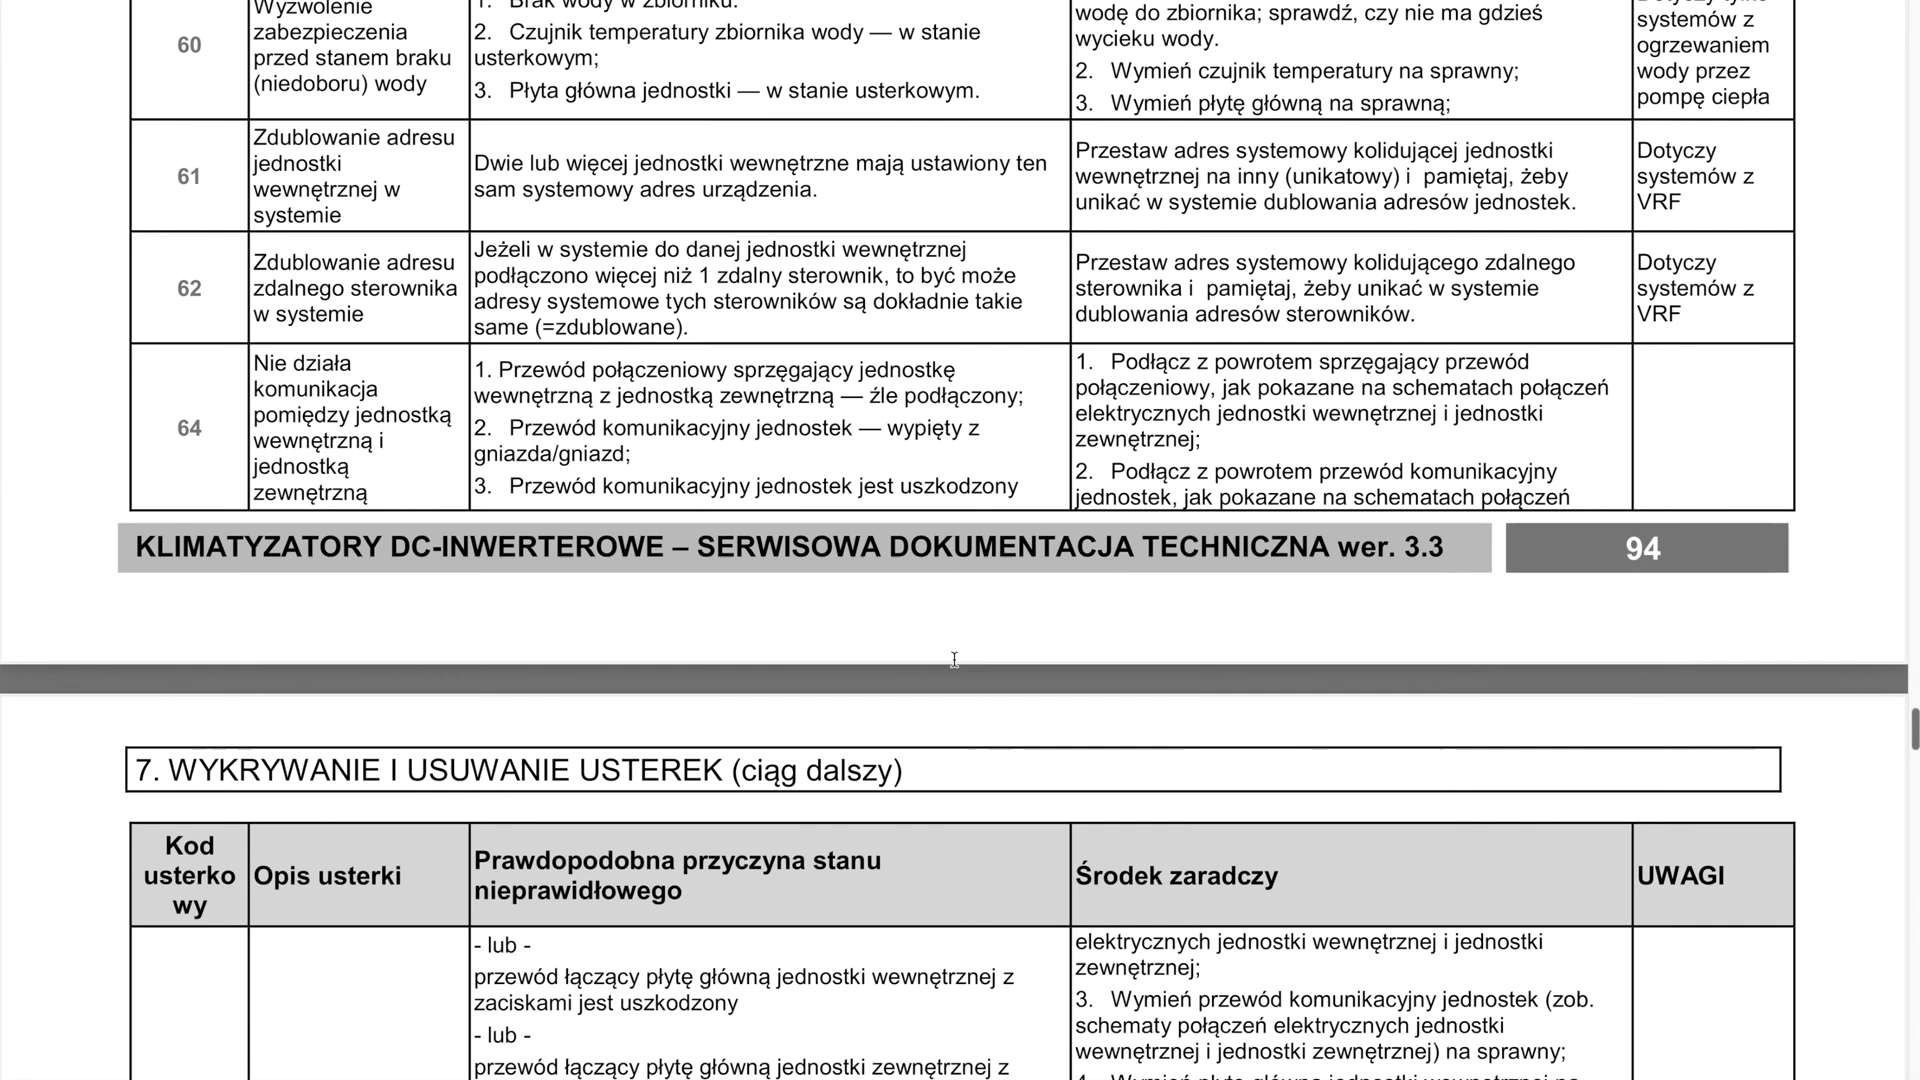 60
Wyzwolenie
zabezpieczenia
przed stanem braku
(niedoboru) wody
1. Brak wody w zbiorniku.
2. Czujnik temperatury zbiornika wody — w stanie
usterkowym;
3. Płyta główna jednostki — w stanie usterkowym.
wodę do zbiornika; sprawdź, czy nie ma gdzieś
wycieku wody.
2. Wymień czujnik temperatury na sprawny;
3. Wymień płytę główną na sprawną;
Dotyczy tylko
systemów z
ogrzewaniem
wody przez
pompę ciepła
61
Zdublowanie adresu
jednostki
wewnętrznej w
systemie
Dwie lub więcej jednostki wewnętrzne mają ustawiony ten
sam systemowy adres urządzenia.
Przestaw adres systemowy kolidującej jednostki
wewnętrznej na inny (unikatowy) i pamiętaj, żeby
unikać w systemie dublowania adresów jednostek.
Dotyczy
systemów z
VRF
62
Zdublowanie adresu
zdalnego sterownika
w systemie
Jeżeli w systemie do danej jednostki wewnętrznej
podłączono więcej niż 1 zdalny sterownik, to być może
adresy systemowe tych sterowników są dokładnie takie
same (=zdublowane).
Przestaw adres systemowy kolidującego zdalnego
sterownika i pamiętaj, żeby unikać w systemie
dublowania adresów sterowników.
Dotyczy
systemów z
VRF
64
Nie działa
komunikacja
pomiędzy jednostką
wewnętrzną i
jednostką
zewnętrzną
1. Przewód połączeniowy sprzęgający jednostkę
wewnętrzną z jednostką zewnętrzną — źle podłączony;
2. Przewód komunikacyjny jednostek — wypięty z
gniazda/gniazd;
3. Przewód komunikacyjny jednostek jest uszkodzony
1. Podłącz z powrotem sprzęgający przewód
połączeniowy, jak pokazane na schematach połączeń
elektrycznych jednostki wewnętrznej i jednostki
zewnętrznej;
2. Podłącz z powrotem przewód komunikacyjny
jednostek, jak pokazane na schematach połączeń
KLIMATYZATORY DC-INWERTEROWE – SERWISOWA DOKUMENTACJA TECHNICZNA wer. 3.3
94
7. WYKRYWANIE I USUWANIE USTEREK (ciąg dalszy)
Kod
usterko
wy
Opis usterki
Prawdopodobna przyczyna stanu
nieprawidłowego
Środek zaradczy
UWAGI
- lub -
przewód łączący płytę główną jednostki wewnętrznej z
zaciskami jest uszkodzony
- lub -
przewód łączący płytę główną jednostki zewnętrznej z
elektrycznych jednostki wewnętrznej i jednostki
zewnętrznej;
3. Wymień przewód komunikacyjny jednostek (zob.
schematy połączeń elektrycznych jednostki
wewnętrznej i jednostki zewnętrznej) na sprawny;